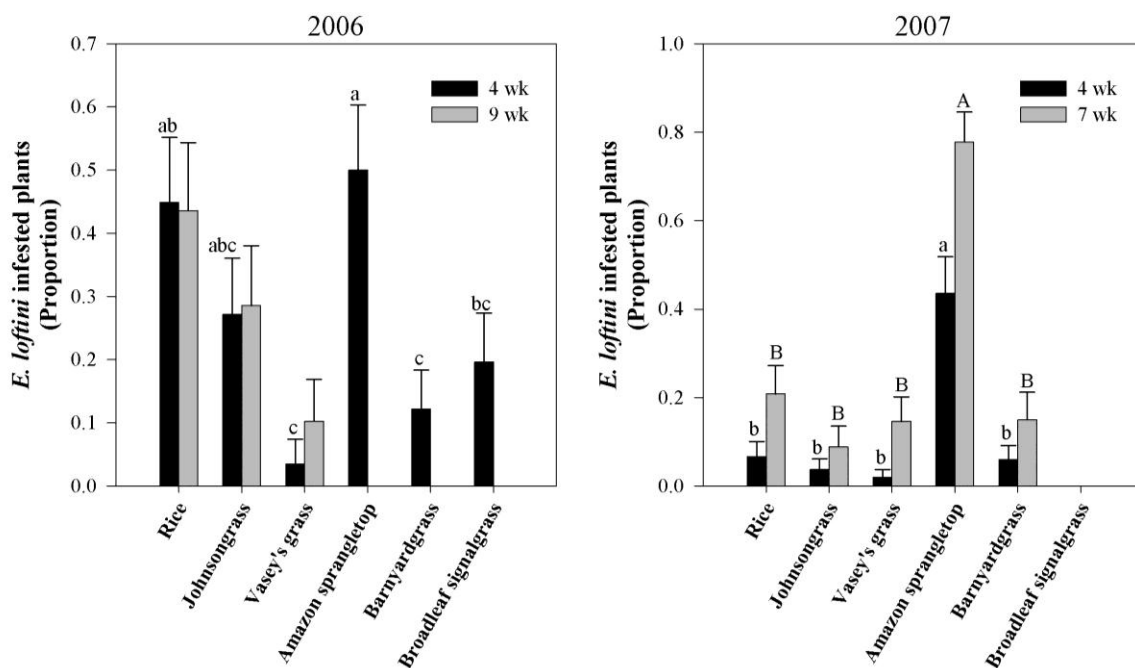 2006
E. loftini infested plants
(Proportion)
0.7
0.6
0.5
0.4
0.3
0.2
0.1
0.0
4 wk
9 wk
ab
abc
c
a
c
bc
Rice
Johnsongrass
Vasey's grass
Amazon sprangletop
Barnyardgrass
Broadleaf signalgrass
2007
E. loftini infested plants
(Proportion)
1.0
0.8
0.6
0.4
0.2
0.0
4 wk
7 wk
b
B
b
B
b
B
a
A
b
B
Rice
Johnsongrass
Vasey's grass
Amazon sprangletop
Barnyardgrass
Broadleaf signalgrass